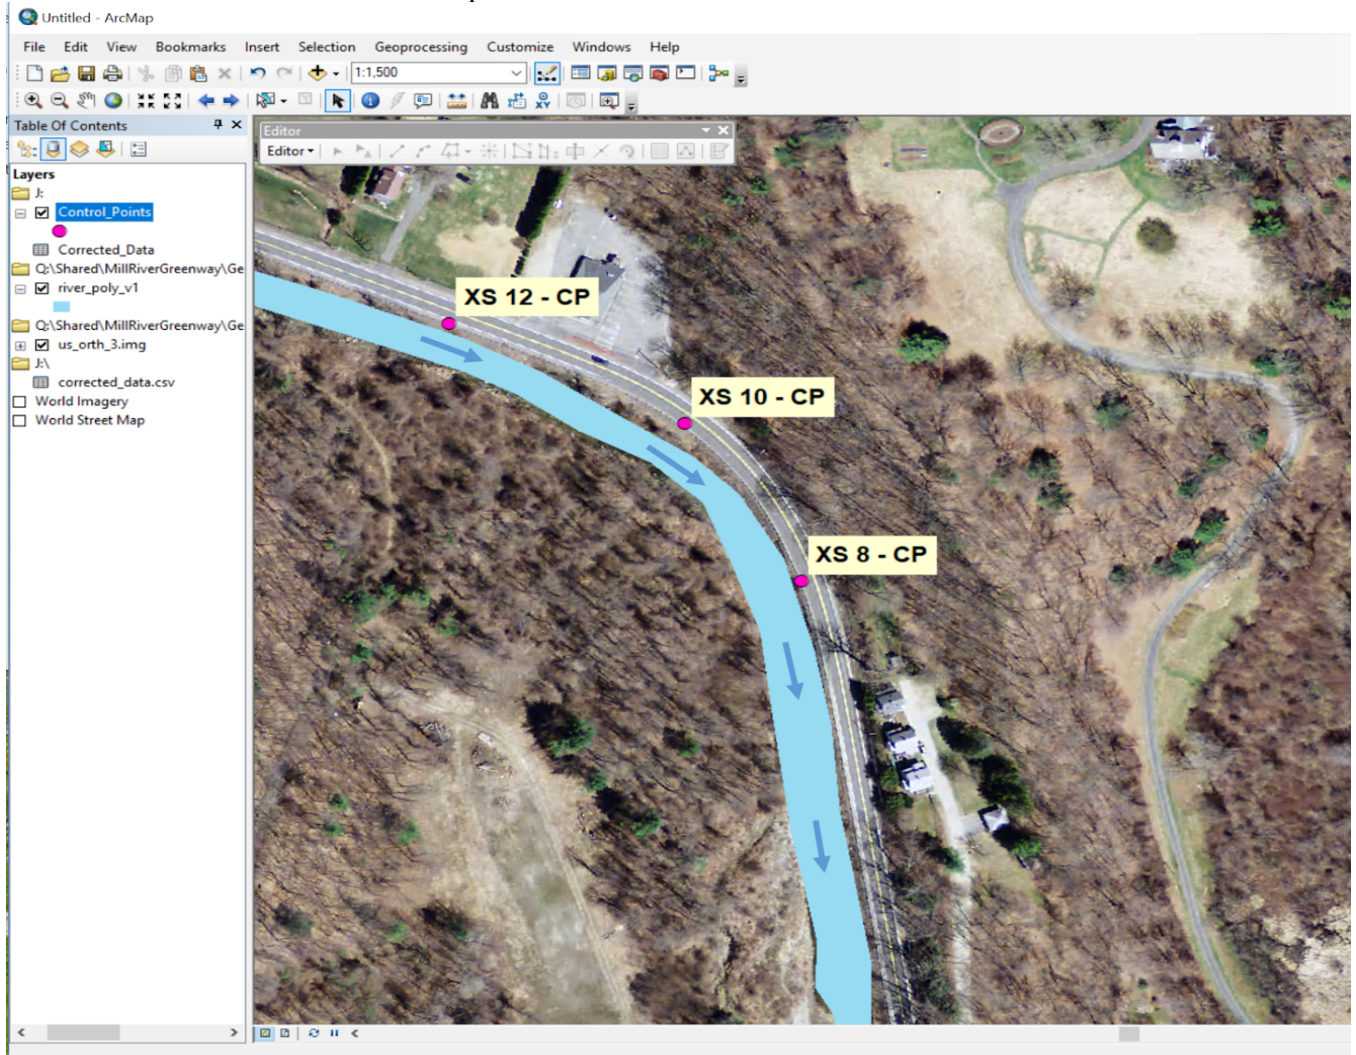 Untitled - ArcMap
File Edit View Bookmarks Insert Selection Geoprocessing Customize Windows Help
1:1,500
Table Of Contents
Editor
Editor
Layers
J:
Control_Points
Corrected_Data
Q:\Shared\MillRiverGreenway\Ge
river_poly_v1
Q:\Shared\MillRiverGreenway\Ge
us_orth_3.img
J:\
corrected_data.csv
World Imagery
World Street Map
XS 12 - CP
XS 10 - CP
XS 8 - CP